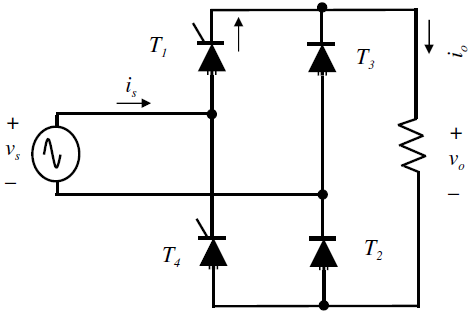 T1
T3
io
is
+
vs
−
+
vo
−
T4
T2